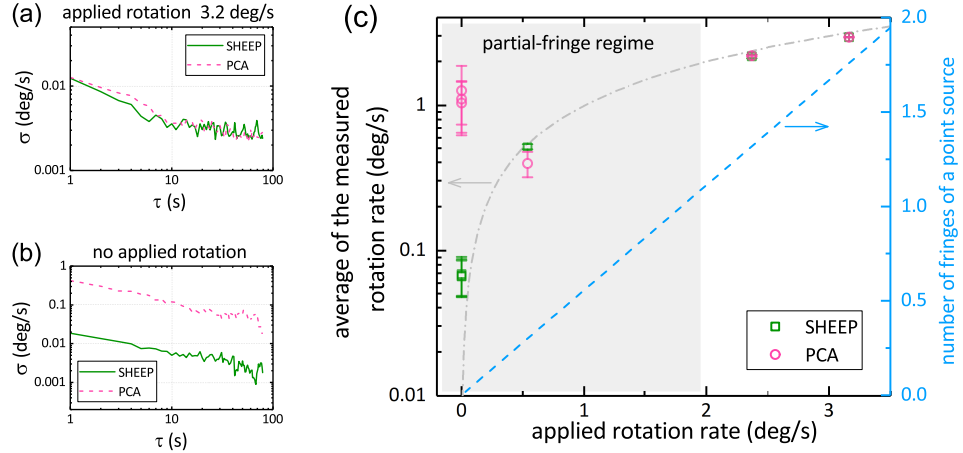 (a)
applied rotation 3.2 deg/s
SHEEP
PCA
0.01
0.001
1
10
100
σ (deg/s)
τ (s)
(b)
no applied rotation
1
0.1
0.01
0.001
SHEEP
PCA
1
10
100
σ (deg/s)
τ (s)
(c)
partial-fringe regime
average of the measured
rotation rate (deg/s)
1
0.1
0.01
0
1
2
3
applied rotation rate (deg/s)
SHEEP
PCA
2.0
1.5
1.0
0.5
0.0
number of fringes of a point source